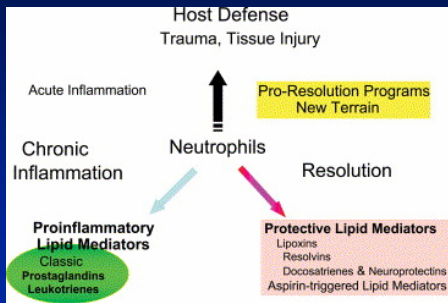 Host Defense
Trauma, Tissue Injury
Acute Inflammation
Pro-Resolution Programs
New Terrain
Neutrophils
Chronic
Inflammation
Resolution
Proinflammatory
Lipid Mediators
Classic
Prostaglandins
Leukotrienes
Protective Lipid Mediators
Lipoxins
Resolvins
Docosatrienes & Neuroprotectins
Aspirin-triggered Lipid Mediators